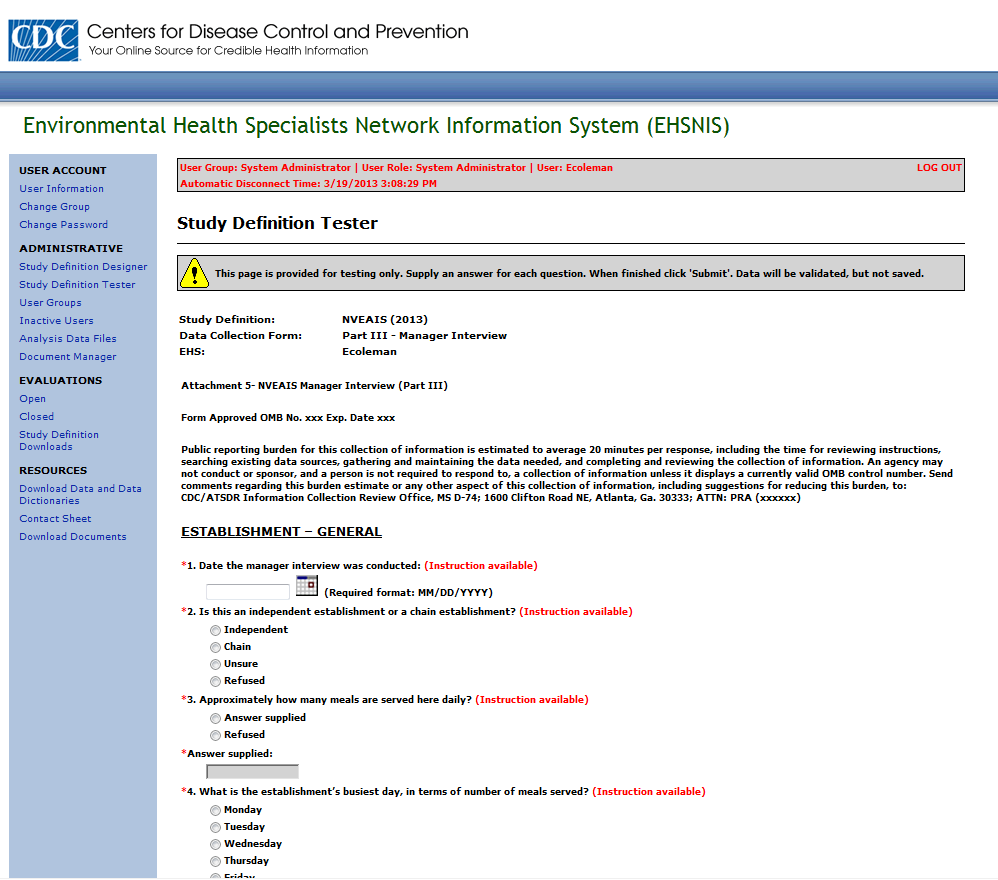 CDC Centers for Disease Control and Prevention
Your Online Source for Credible Health Information
Environmental Health Specialists Network Information System (EHSNIS)
USER ACCOUNT
User Information
Change Group
Change Password
ADMINISTRATIVE
Study Definition Designer
Study Definition Tester
User Groups
Inactive Users
Analysis Data Files
Document Manager
EVALUATIONS
Open
Closed
Study Definition
Downloads
RESOURCES
Download Data and Data
Dictionaries
Contact Sheet
Download Documents
User Group: System Administrator | User Role: System Administrator | User: Ecoleman LOG OUT
Automatic Disconnect Time: 3/19/2013 3:08:29 PM
Study Definition Tester
This page is provided for testing only. Supply an answer for each question. When finished click 'Submit'. Data will be validated, but not saved.
Study Definition: NVEAIS (2013)
Data Collection Form: Part III - Manager Interview
EHS: Ecoleman
Attachment 5- NVEAIS Manager Interview (Part III)
Form Approved OMB No. xxx Exp. Date xxx
Public reporting burden for this collection of information is estimated to average 20 minutes per response, including the time for reviewing instructions,
searching existing data sources, gathering and maintaining the data needed, and completing and reviewing the collection of information. An agency may
not conduct or sponsor, and a person is not required to respond to, a collection of information unless it displays a currently valid OMB control number. Send
comments regarding this burden estimate or any other aspect of this collection of information, including suggestions for reducing this burden, to:
CDC/ATSDR Information Collection Review Office, MS D-74; 1600 Clifton Road NE, Atlanta, Ga. 30333; ATTN: PRA (xxxxxx)
ESTABLISHMENT – GENERAL
*1. Date the manager interview was conducted: (Instruction available)
(Required format: MM/DD/YYYY)
*2. Is this an independent establishment or a chain establishment? (Instruction available)
Independent
Chain
Unsure
Refused
*3. Approximately how many meals are served here daily? (Instruction available)
Answer supplied
Refused
*Answer supplied:
*4. What is the establishment's busiest day, in terms of number of meals served? (Instruction available)
Monday
Tuesday
Wednesday
Thursday
Friday